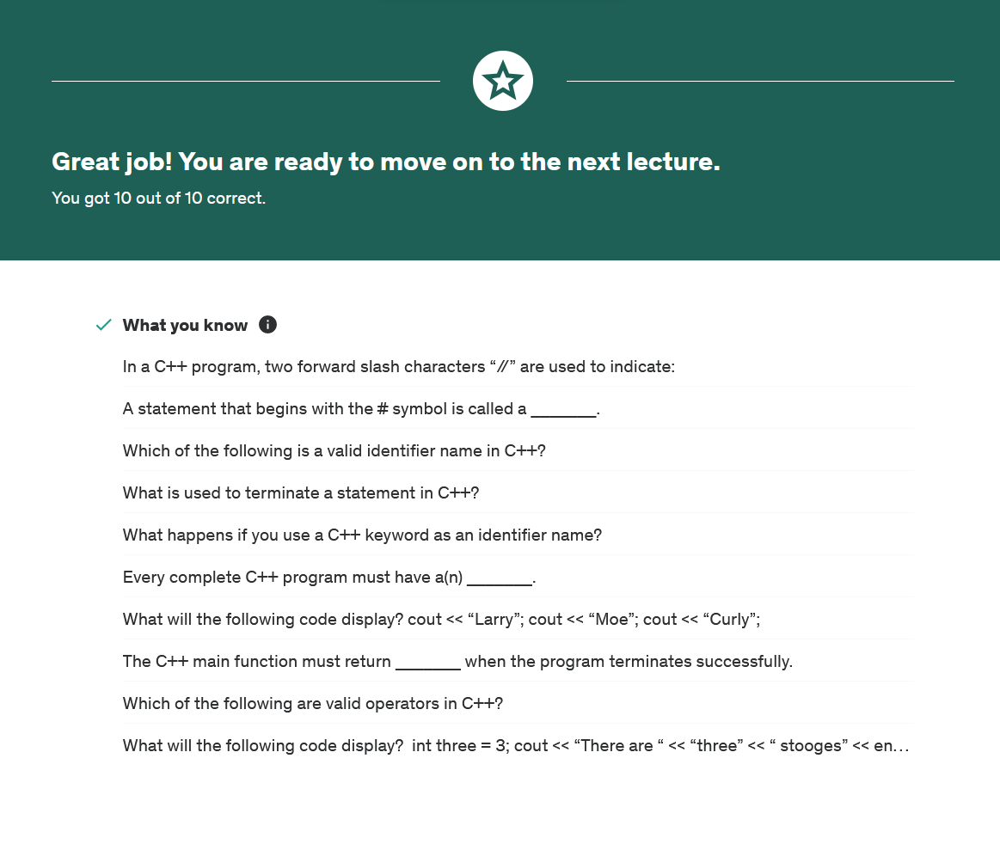 Great job! You are ready to move on to the next lecture.
You got 10 out of 10 correct.
What you know
In a C++ program, two forward slash characters “//” are used to indicate:
A statement that begins with the # symbol is called a ________.
Which of the following is a valid identifier name in C++?
What is used to terminate a statement in C++?
What happens if you use a C++ keyword as an identifier name?
Every complete C++ program must have a(n) ________.
What will the following code display? cout << “Larry”; cout << “Moe”; cout << “Curly”;
The C++ main function must return ________ when the program terminates successfully.
Which of the following are valid operators in C++?
What will the following code display?  int three = 3; cout << “There are “ << “three” << “ stooges” << en…